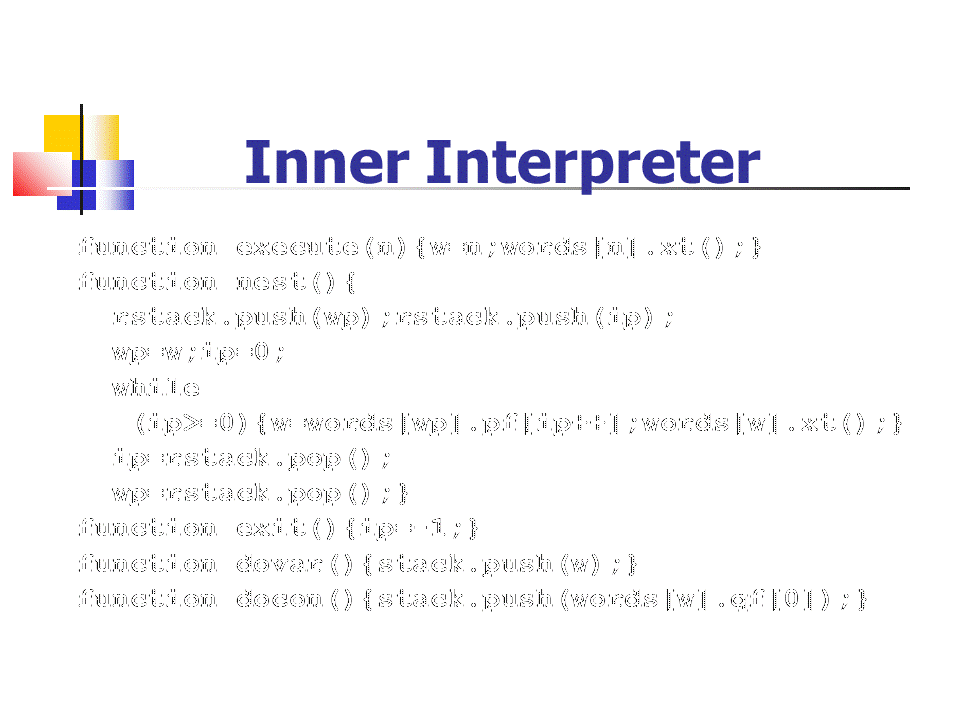 Inner Interpreter
function execute(n){w=n;words[n].xt();}
function nest(){
rstack.push(wp);rstack.push(ip);
wp=w;ip=0;
while
(ip>=0){w=words[wp].pf[ip++];words[w].xt();}
ip=rstack.pop();
wp=rstack.pop();}
function exit(){ip=-1;}
function dovar(){stack.push(w);}
function docon(){stack.push(words[w].qf[0]);}